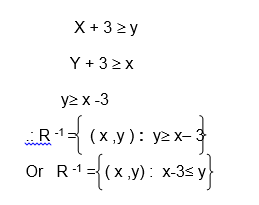 X + 3 ≥ y
Y + 3 ≥ x
y≥ x -3
.: R -1 ={ ( x ,y ) : y≥ x– 3}
Or R -1 ={ ( x ,y) : x-3≤ y}